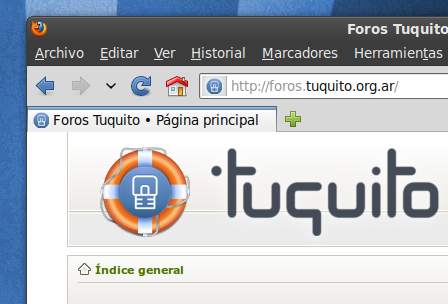 Foros Tuquito
Archivo Editar Ver Historial Marcadores Herramientas
http://foros.tuquito.org.ar/
Foros Tuquito • Página principal
tuquito
Índice general